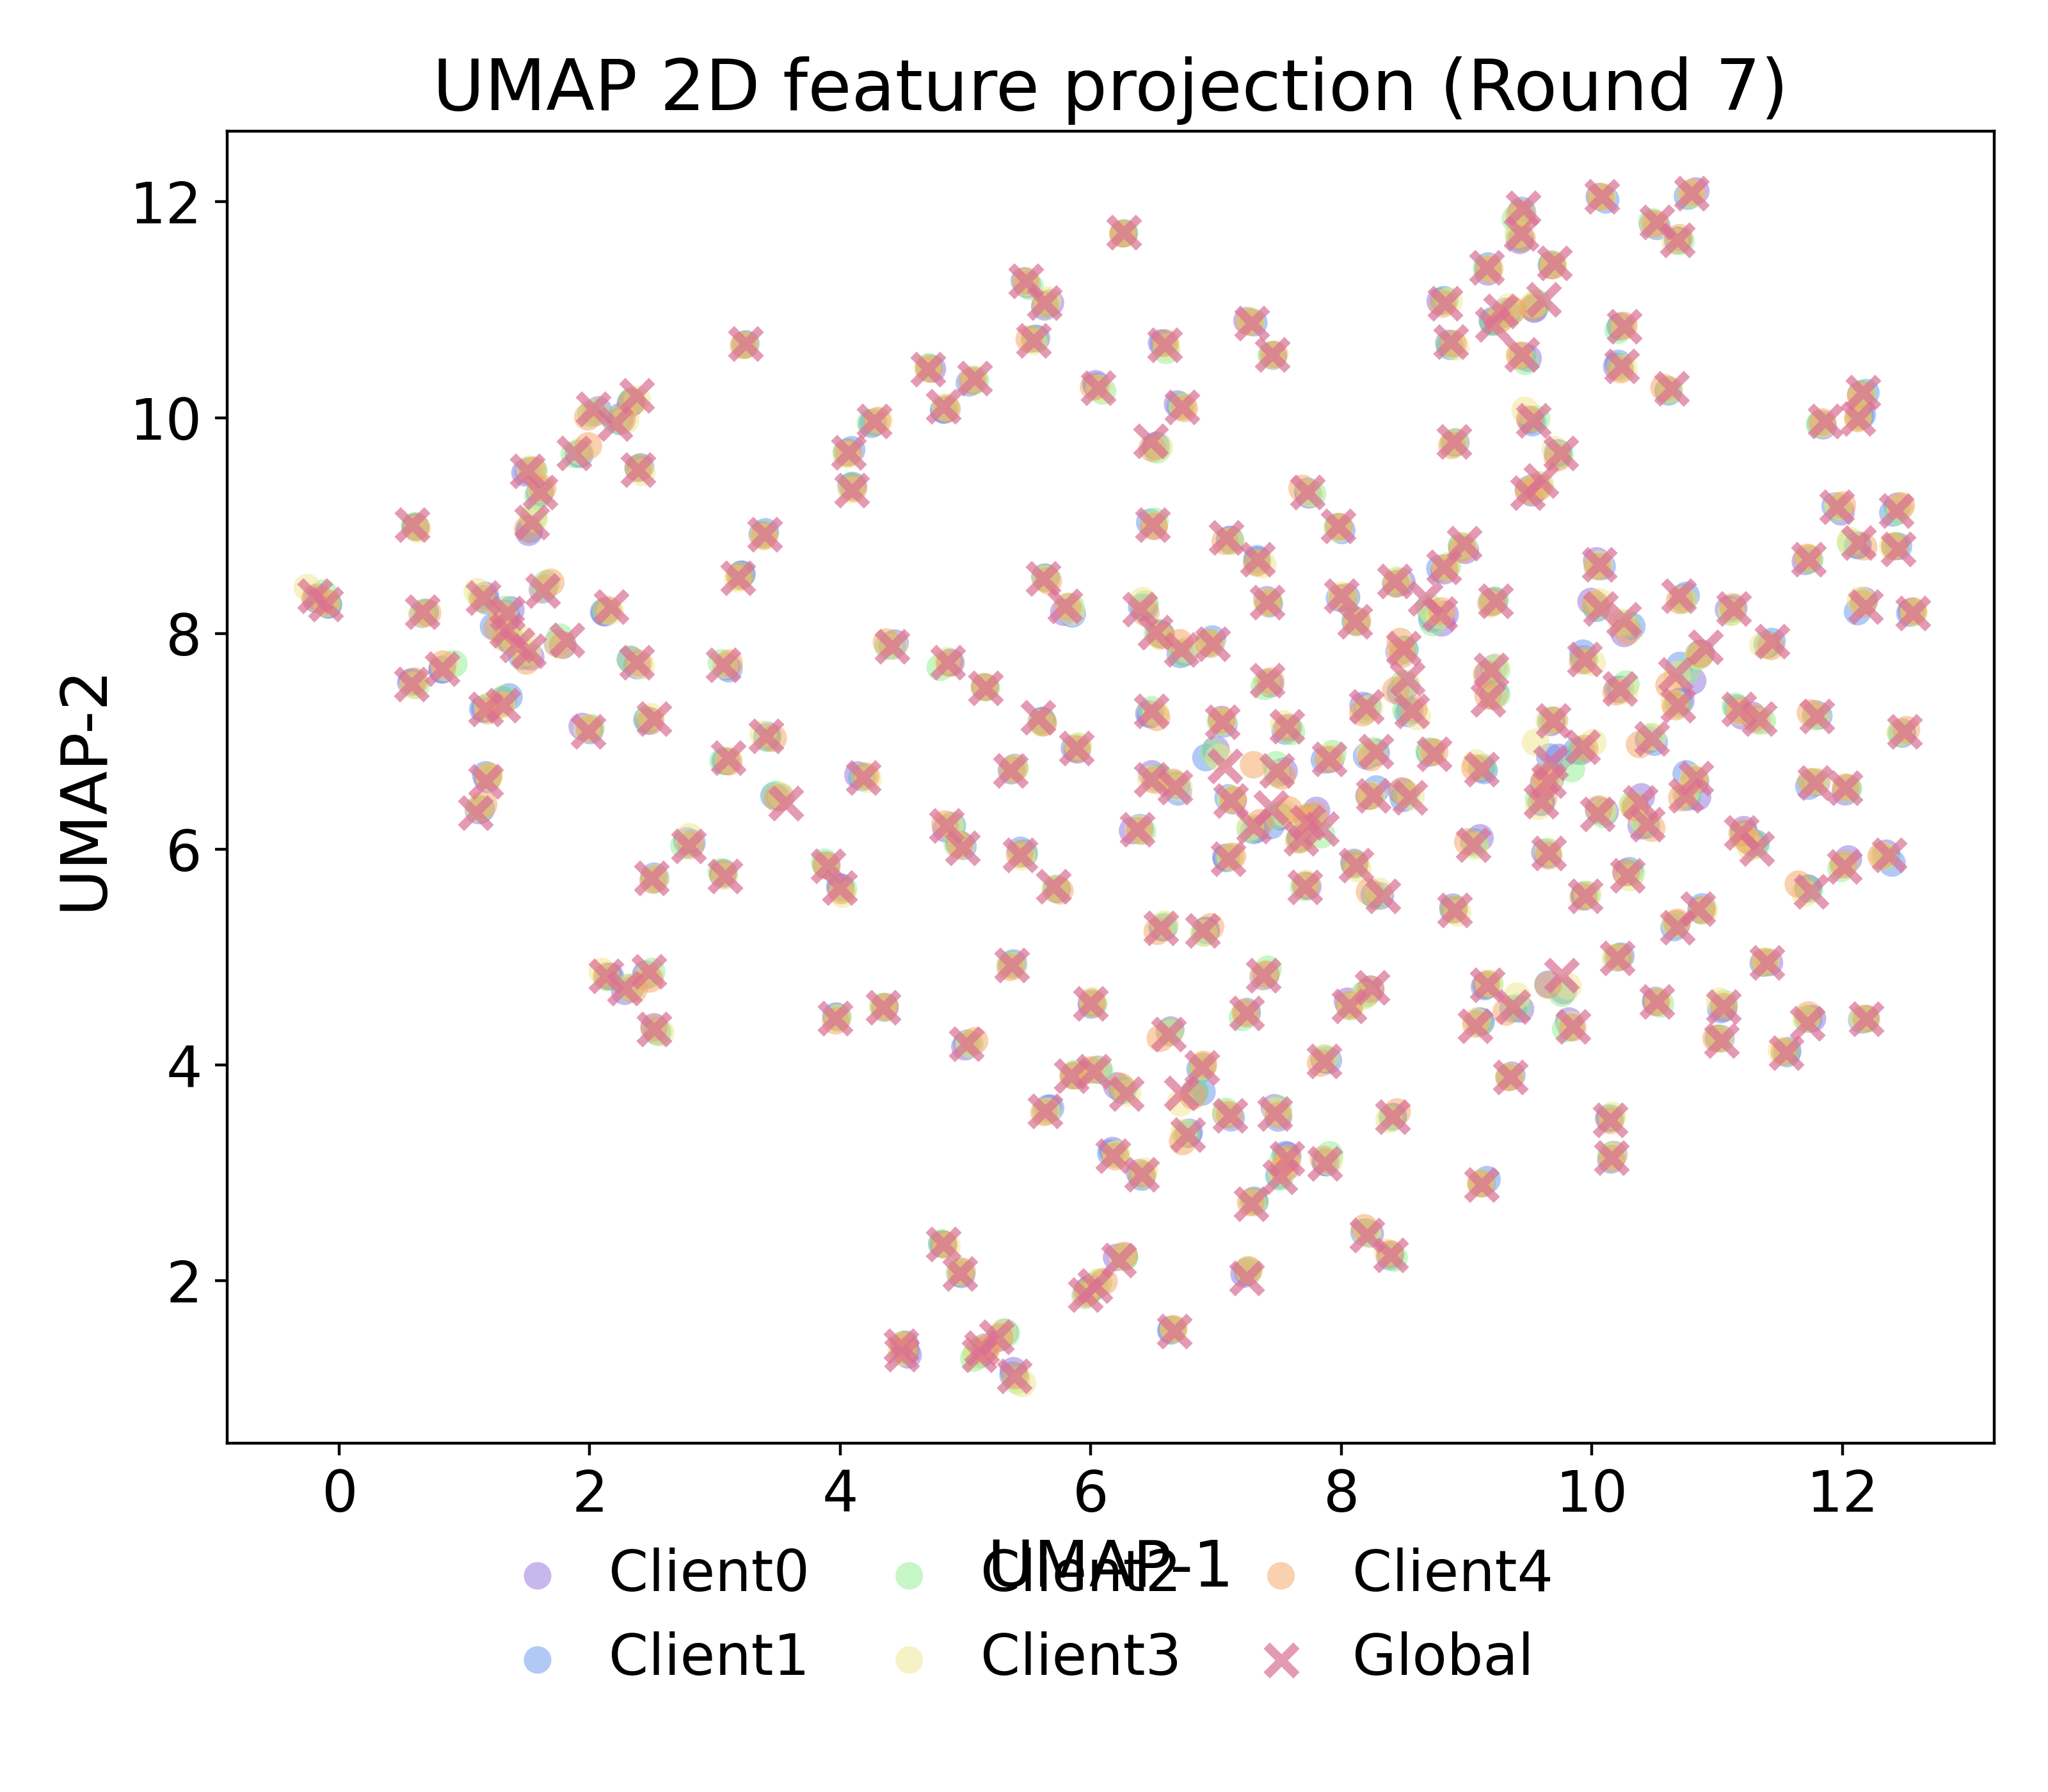 UMAP 2D feature projection (Round 7)
12
10
8
6
4
2
UMAP-2
0 2 4 6 8 10 12
UMAP-1
Client0 Client2 Client4
Client1 Client3 Global